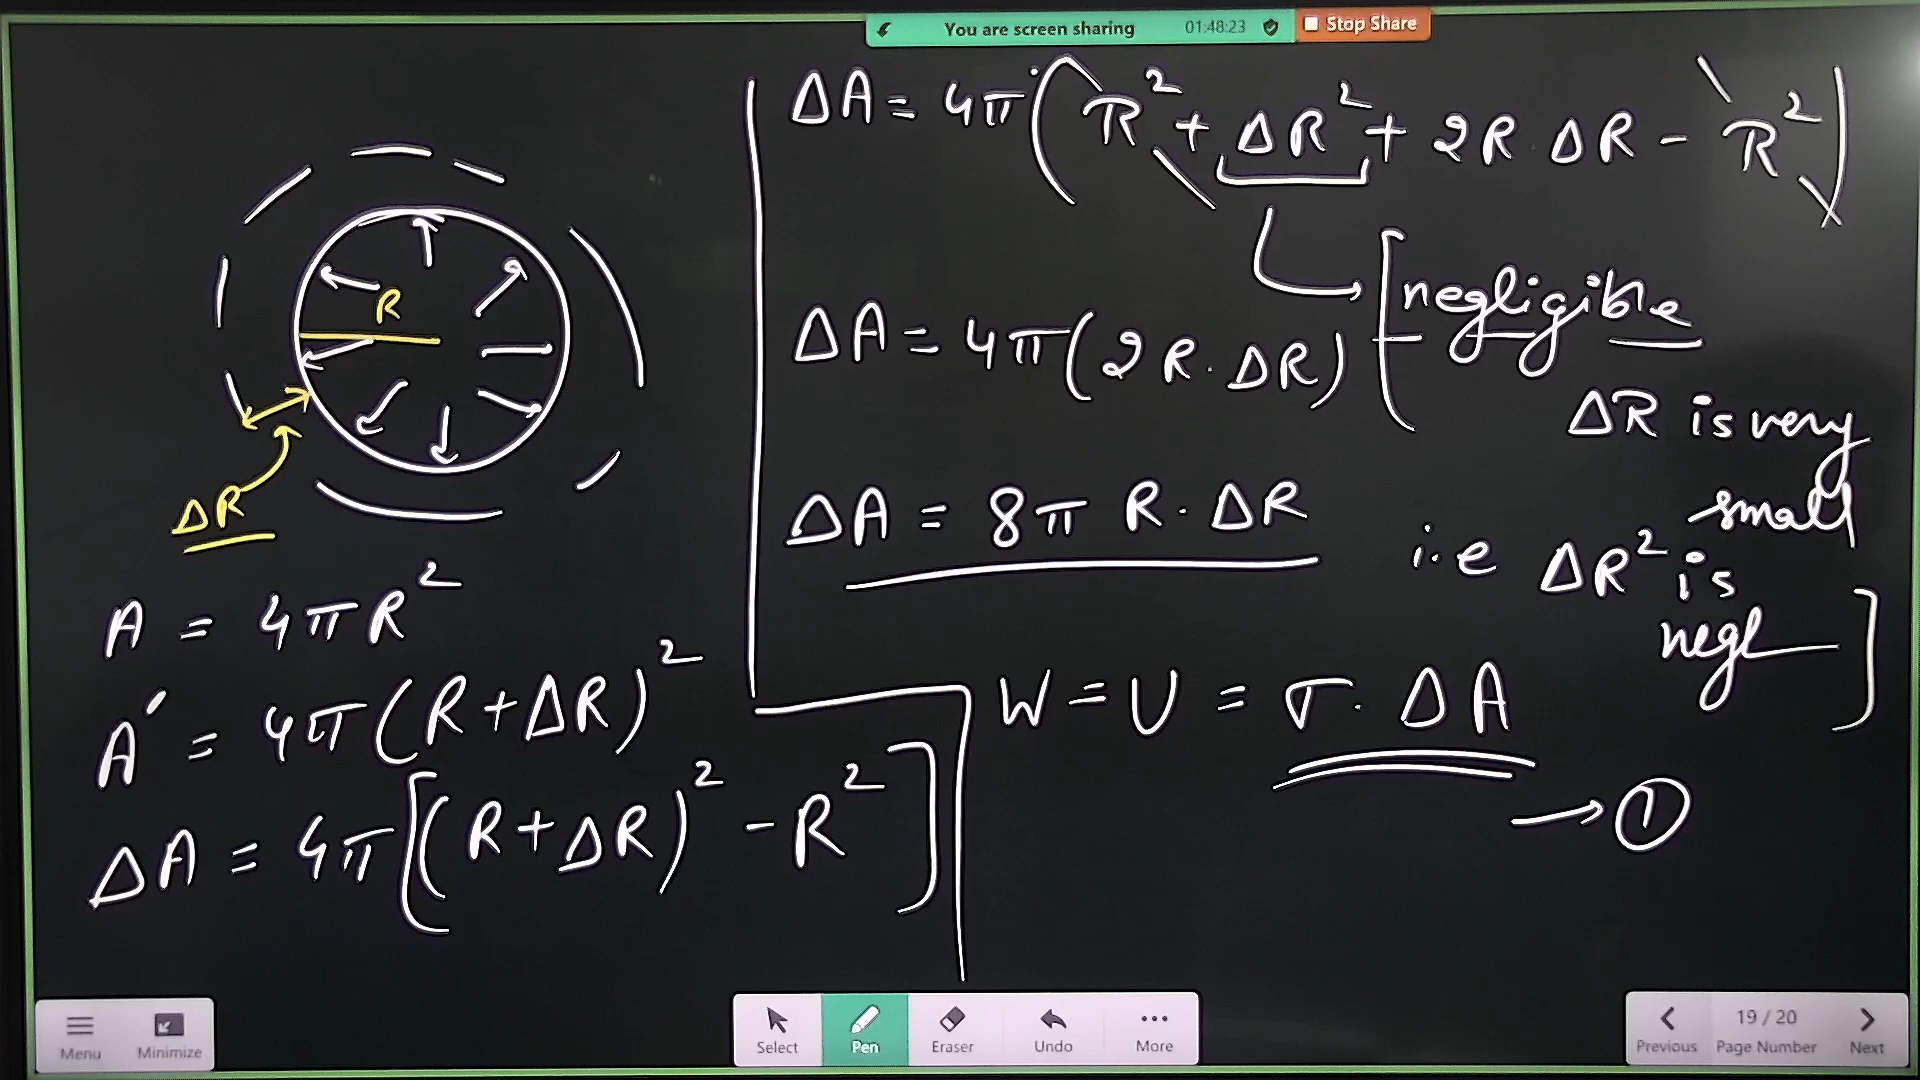 You are screen sharing 01:48:23 Stop Share
R
ΔR
A = 4πR²
A′ = 4π(R+ΔR)²
ΔA = 4π[(R+ΔR)² - R²]
ΔA = 4π(R² + ΔR² + 2R·ΔR - R²)
negligible
ΔA = 4π(2R·ΔR)
ΔR is very
small
ΔA = 8π R·ΔR
i.e ΔR² is
negl
W = U = σ·ΔA
→ ①
Menu Minimize
Select Pen Eraser Undo More
19 / 20
Previous Page Number Next